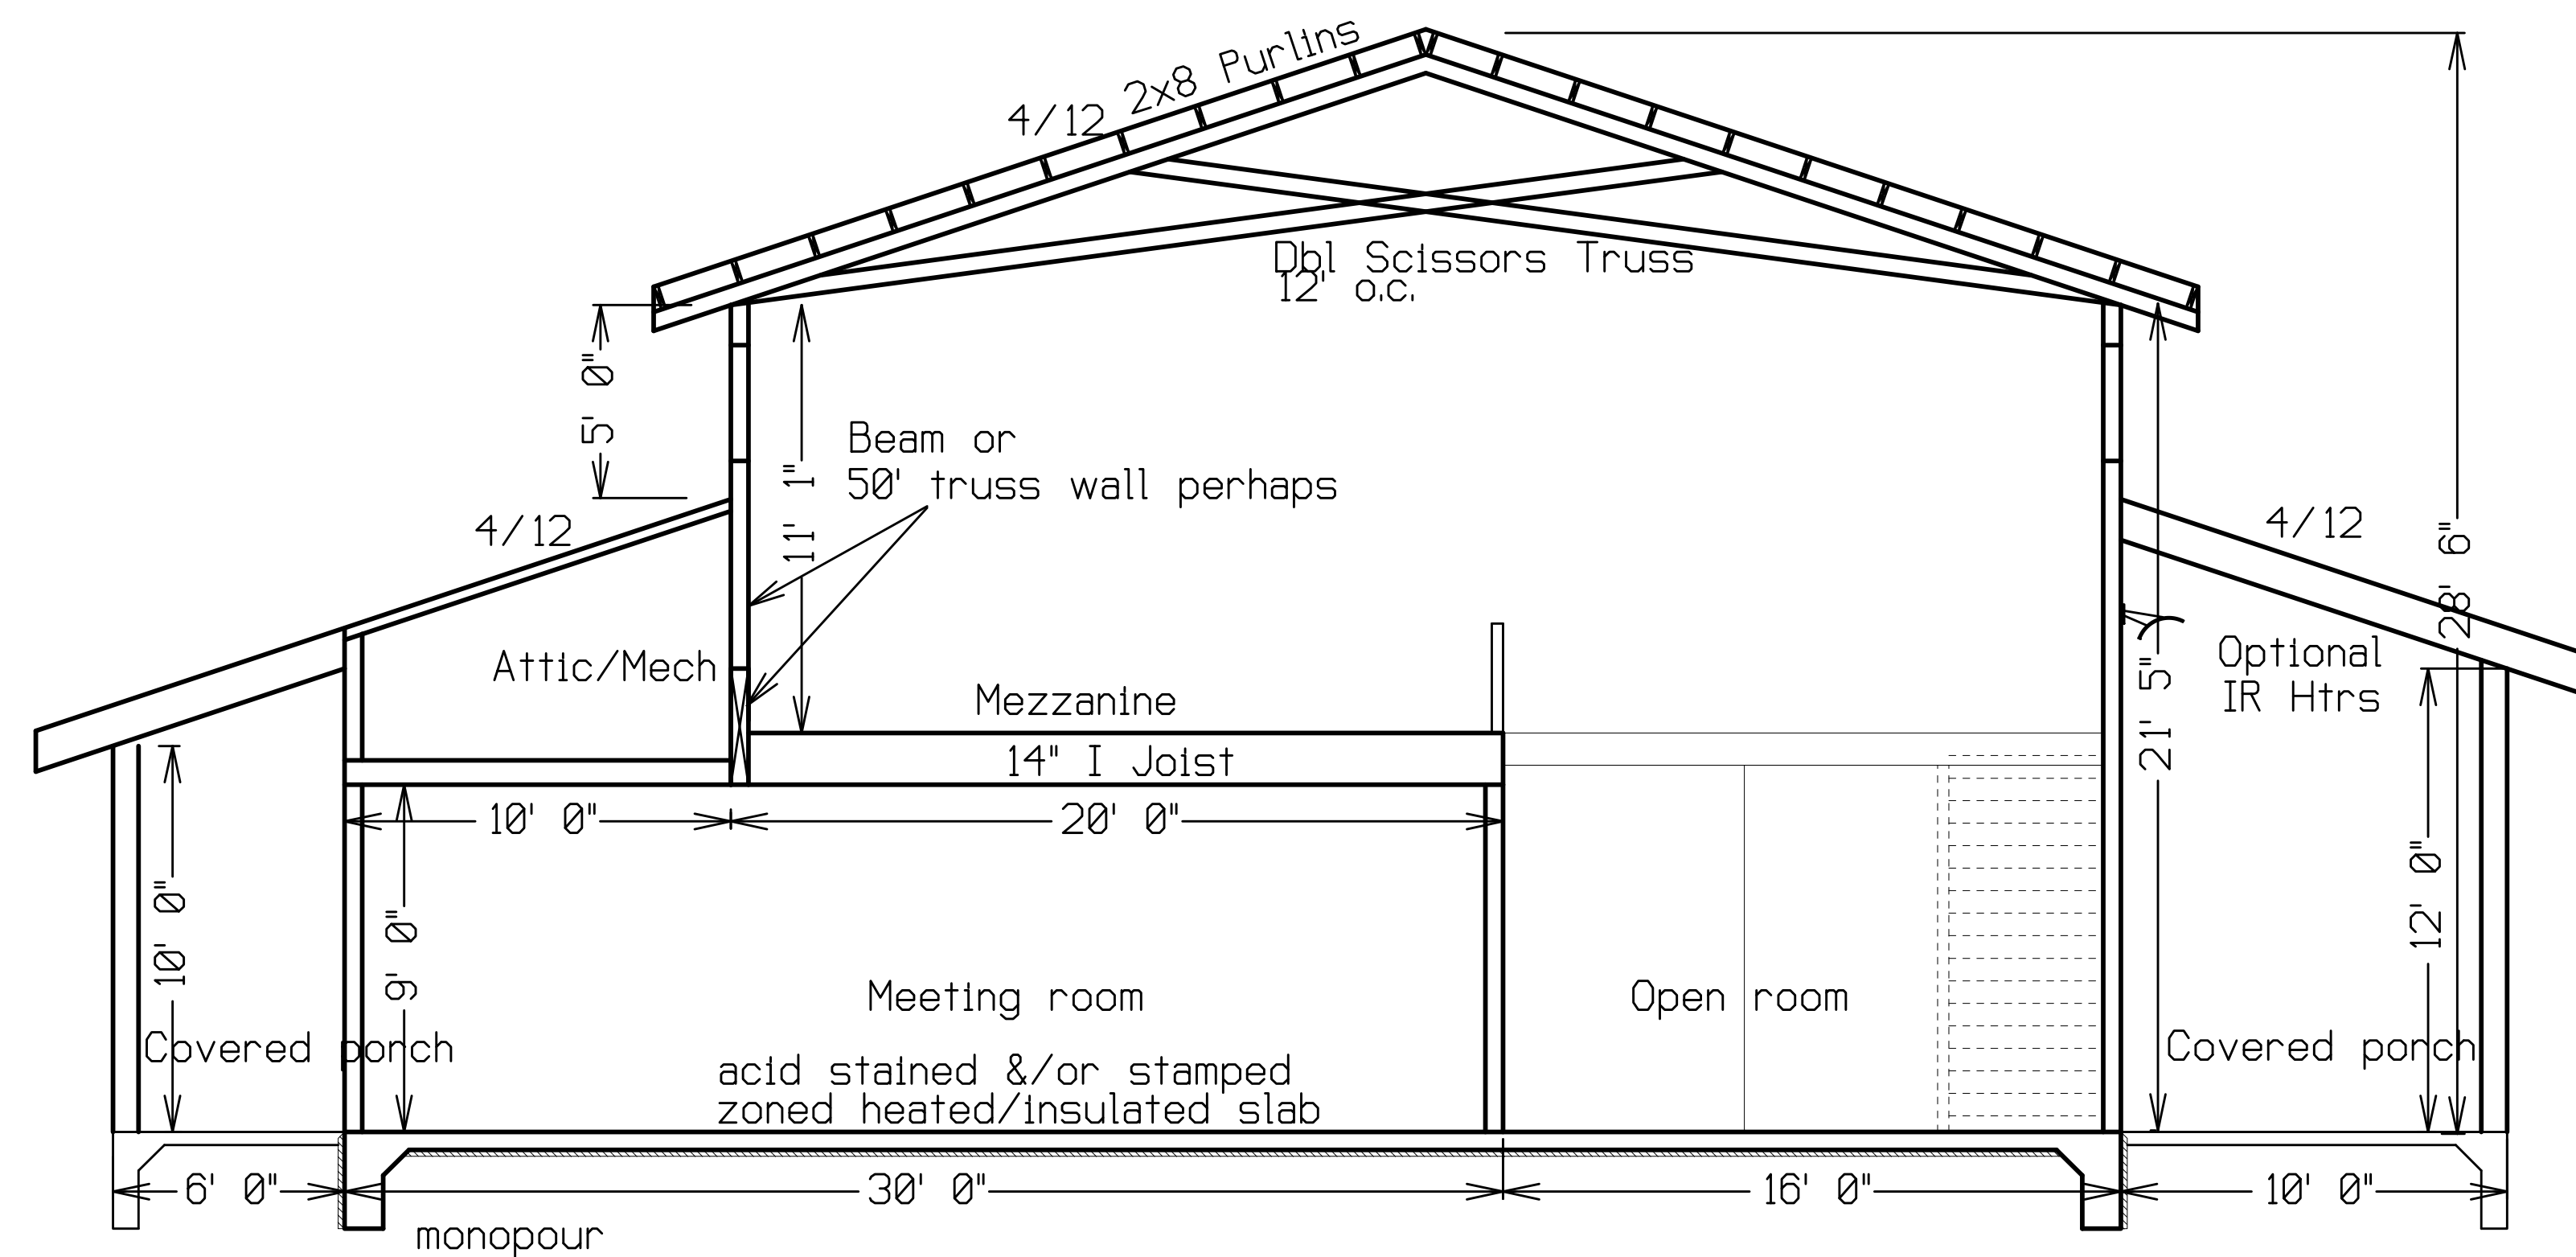 4/12 2x8 Purlins
Dbl Scissors Truss
12' o.c.
5' 0"
11' 1"
Beam or
50' truss wall perhaps
4/12
4/12
28' 6"
Attic/Mech
Mezzanine
14" I Joist
21' 5"
Optional
IR Htrs
10' 0"
20' 0"
10' 0"
9' 0"
12' 0"
Meeting room
Open room
Covered porch
Covered porch
acid stained &/or stamped
zoned heated/insulated slab
6' 0"
30' 0"
16' 0"
10' 0"
monopour